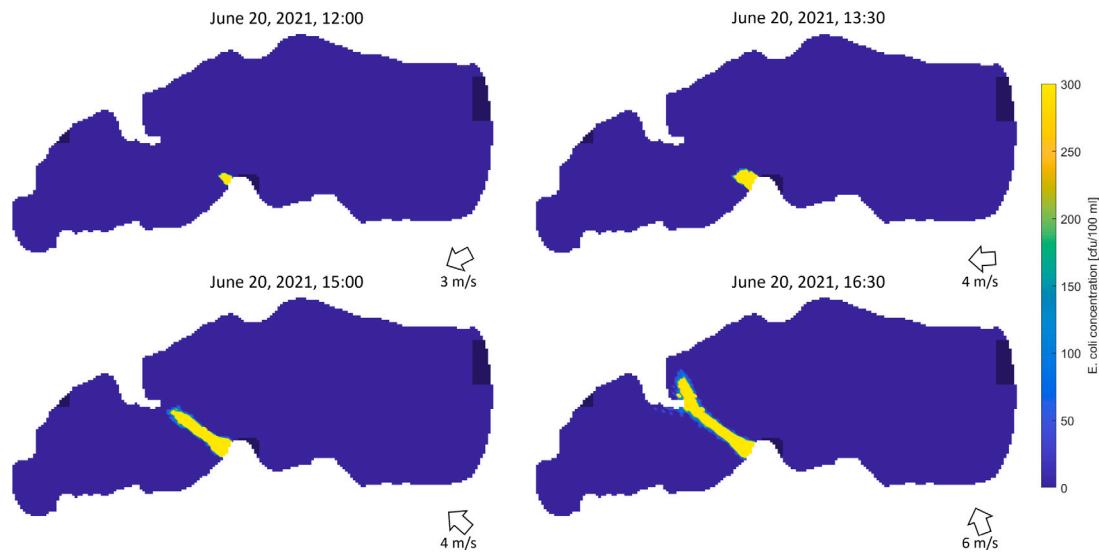 June 20, 2021, 12:00
June 20, 2021, 13:30
3 m/s
4 m/s
June 20, 2021, 15:00
June 20, 2021, 16:30
4 m/s
6 m/s
300
250
200
150
100
50
0
E. coli concentration [cfu/100 ml]